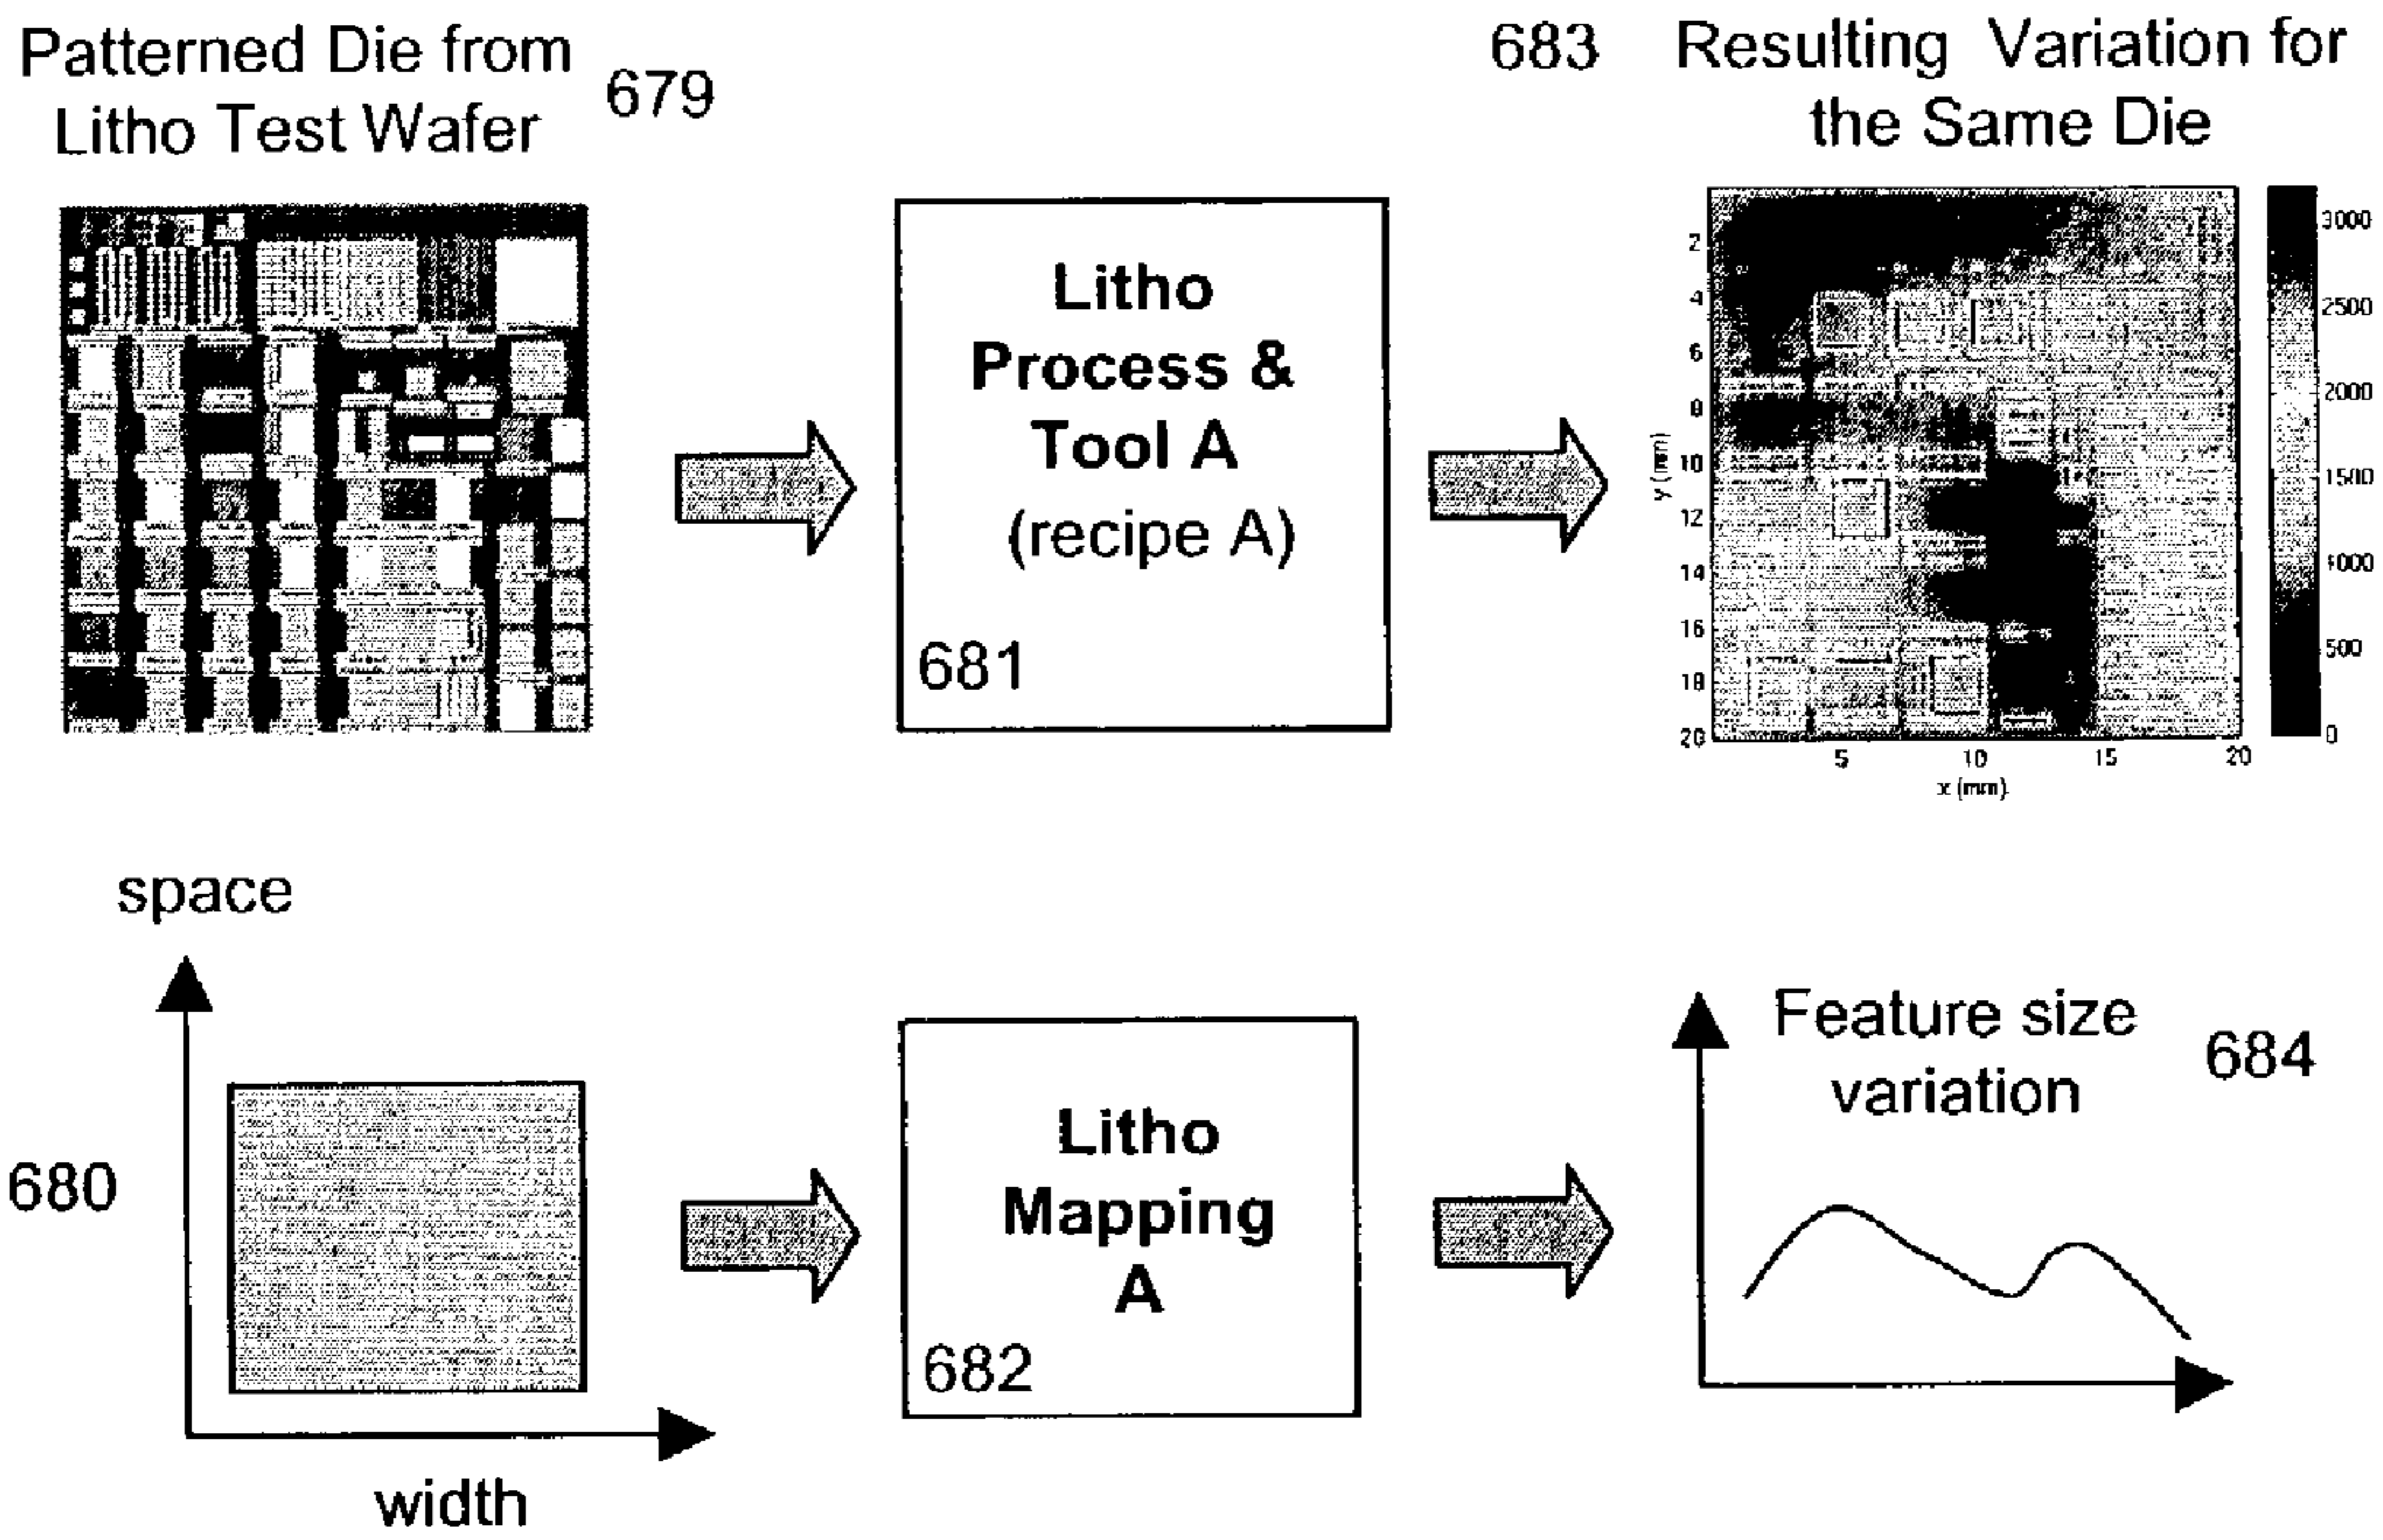 Patterned Die from
Litho Test Wafer
679
683
Resulting Variation for
the Same Die
Litho
Process &
Tool A
(recipe A)
681
2
4
6
8
10
12
14
16
18
20
y (mm)
5
10
15
20
x (mm)
3000
2500
2000
1500
1000
500
0
space
680
width
Litho
Mapping
A
682
Feature size
variation
684